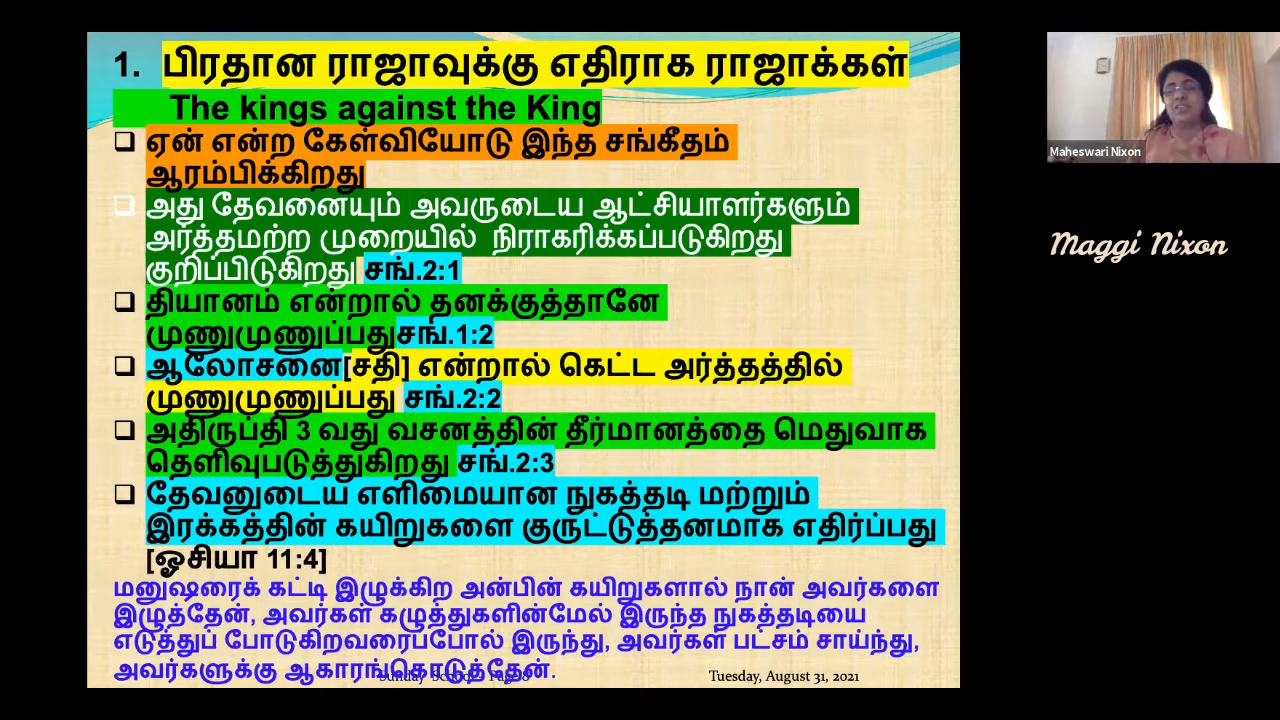 1. பிரதான ராஜாவுக்கு எதிராக ராஜாக்கள்
The kings against the King
ஏன் என்ற கேள்வியோடு இந்த சங்கீதம்
ஆரம்பிக்கிறது
அது தேவனையும் அவருடைய ஆட்சியாளர்களும்
அர்த்தமற்ற முறையில் நிராகரிக்கப்படுகிறது
குறிப்பிடுகிறது சங்.2:1
தியானம் என்றால் தனக்குத்தானே
முணுமுணுப்பதுசங்.1:2
ஆலோசனை[சதி] என்றால் கெட்ட அர்த்தத்தில்
முணுமுணுப்பது சங்.2:2
அதிருப்தி 3 வது வசனத்தின் தீர்மானத்தை மெதுவாக
தெளிவுபடுத்துகிறது சங்.2:3
தேவனுடைய எளிமையான நுகத்தடி மற்றும்
இரக்கத்தின் கயிறுகளை குருட்டுத்தனமாக எதிர்ப்பது
[ஓசியா 11:4]
மனுஷரைக் கட்டி இழுக்கிற அன்பின் கயிறுகளால் நான் அவர்களை
இழுத்தேன், அவர்கள் கழுத்துகளின்மேல் இருந்த நுகத்தடியை
எடுத்துப் போடுகிறவரைப்போல் இருந்து, அவர்கள் பட்சம் சாய்ந்து,
அவர்களுக்கு ஆகாரங்கொடுத்தேன்.
Sunday
Tuesday, August 31, 2021
Maheswari Nixon
Maggi Nixon